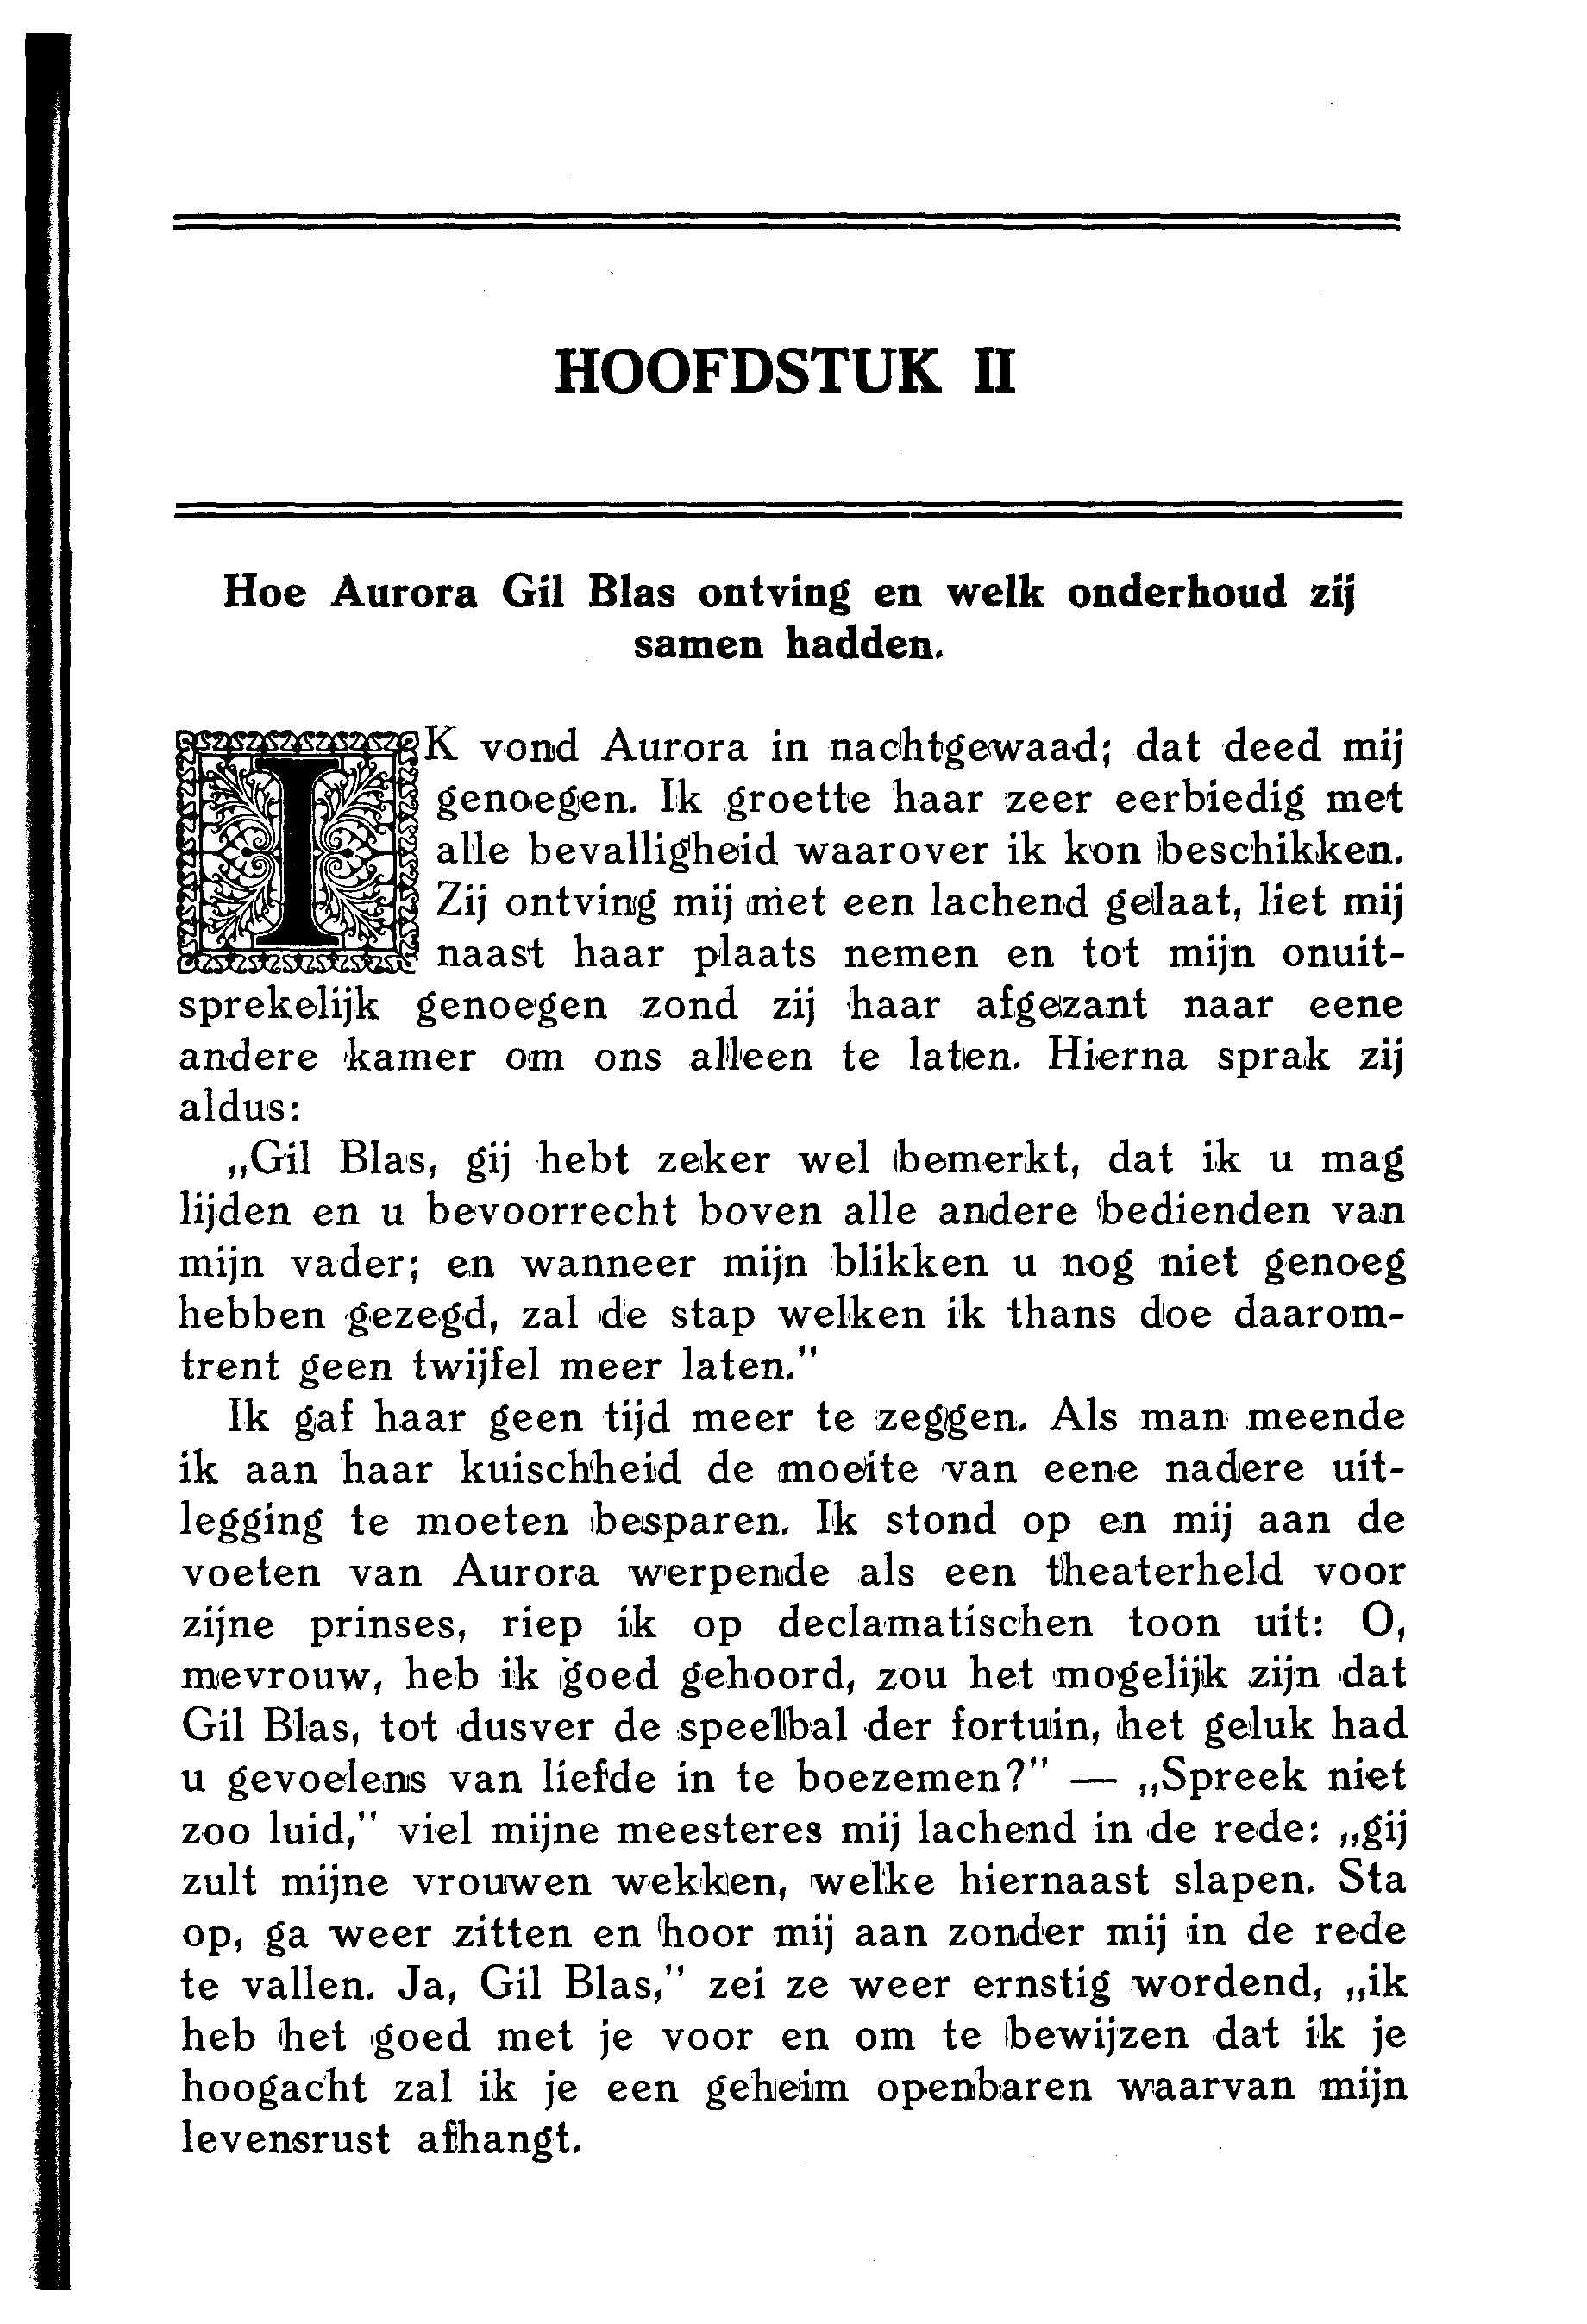 HOOFDSTUK II
Hoe Aurora Gil Blas ontving en welk onderhoud zij
samen hadden.
IK vond Aurora in nachtgewaad; dat deed mij
genoegen. Ik groette haar zeer eerbiedig met
alle bevalligheid waarover ik kon beschikken.
Zij ontving mij met een lachend gelaat, liet mij
naast haar plaats nemen en tot mijn onuit-
sprekelijk genoegen zond zij haar afgezant naar eene
andere kamer om ons alleen te laten. Hierna sprak zij
aldus:
„Gil Blas, gij hebt zeker wel bemerkt, dat ik u mag
lijden en u bevoorrecht boven alle andere bedienden van
mijn vader; en wanneer mijn blikken u nog niet genoeg
hebben gezegd, zal de stap welken ik thans doe daarom-
trent geen twijfel meer laten."
Ik gaf haar geen tijd meer te zeggen. Als man meende
ik aan haar kuischheid de moeite van eene nadere uit-
legging te moeten besparen. Ik stond op en mij aan de
voeten van Aurora werpende als een theaterheld voor
zijne prinses, riep ik op declamatischen toon uit: O,
mevrouw, heb ik goed gehoord, zou het mogelijk zijn dat
Gil Blas, tot dusver de speelbal der fortuin, het geluk had
u gevoelens van liefde in te boezemen?" — „Spreek niet
zoo luid," viel mijne meesteres mij lachend in de rede: „gij
zult mijne vrouwen wekken, welke hiernaast slapen. Sta
op, ga weer zitten en hoor mij aan zonder mij in de rede
te vallen. Ja, Gil Blas," zei ze weer ernstig wordend, „ik
heb het goed met je voor en om te bewijzen dat ik je
hoogacht zal ik je een geheim openbaren waarvan mijn
levensrust afhangt.